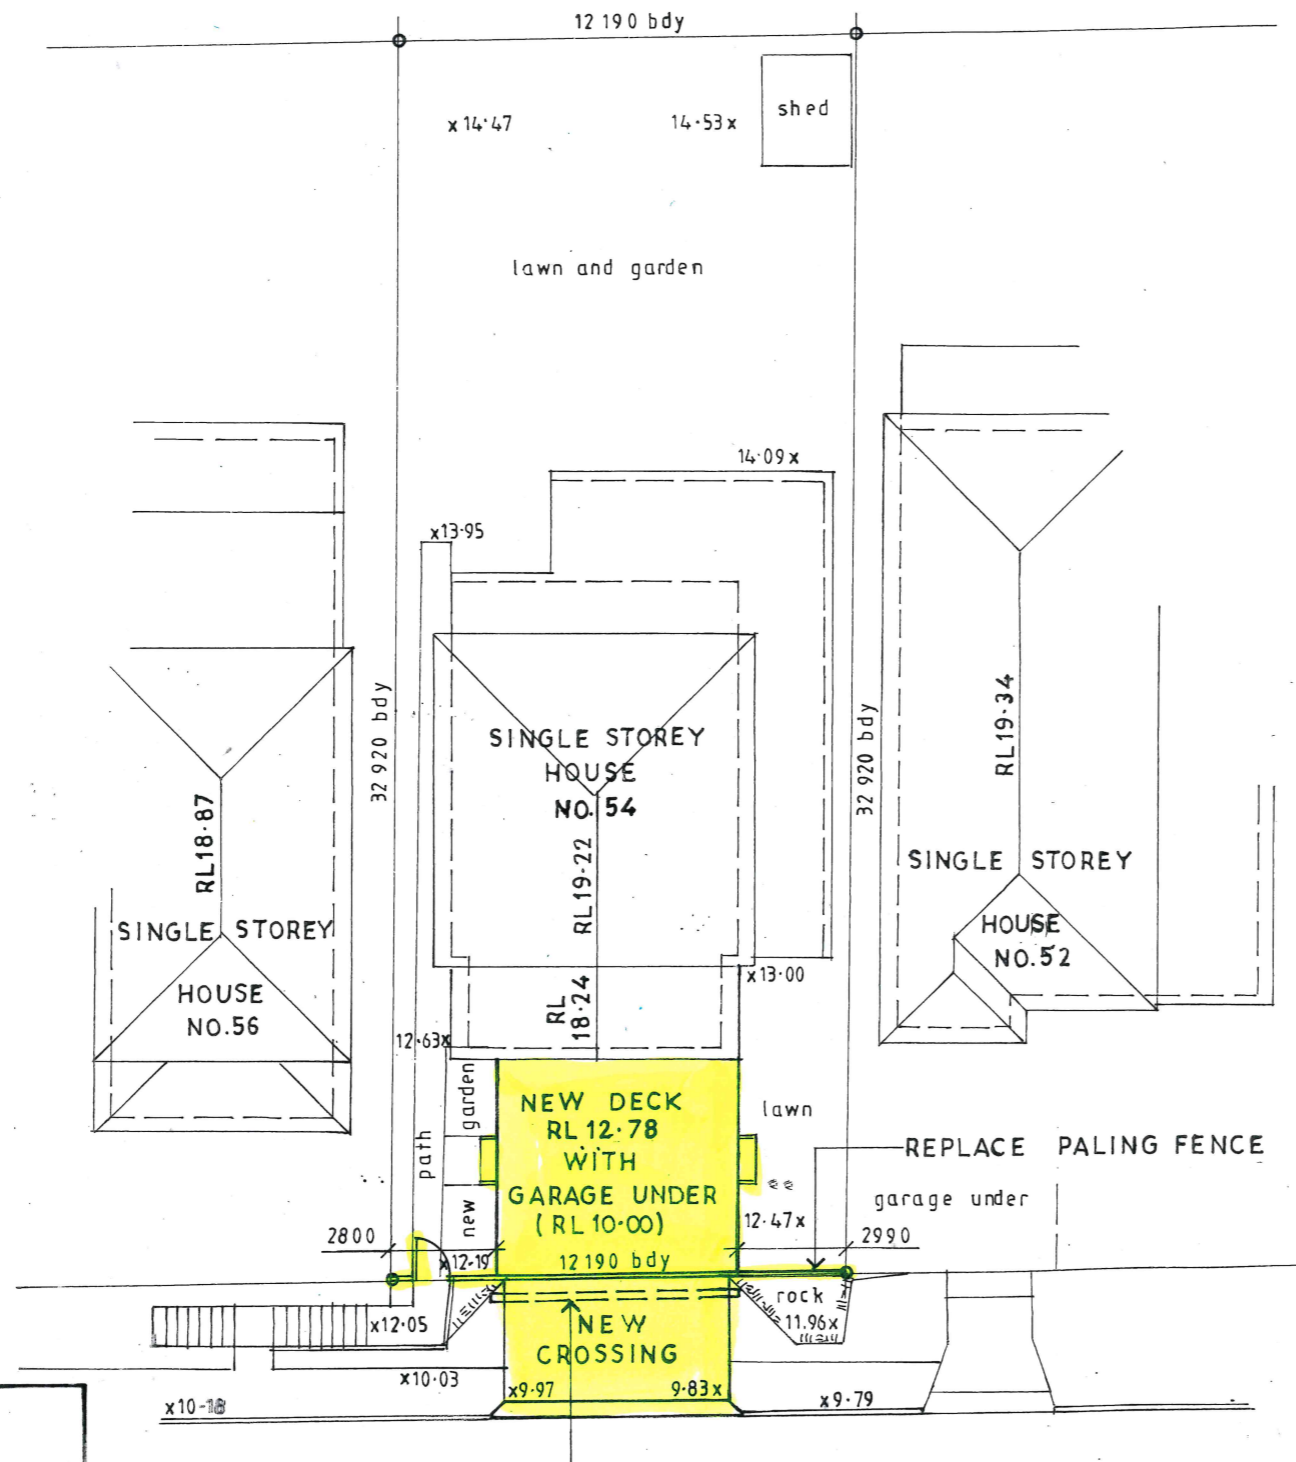 12 190 bdy
x 14·47
14·53 x
shed
lawn and garden
14·09 x
x13·95
32 920 bdy
32 920 bdy
SINGLE STOREY
HOUSE
NO. 54
RL19·34
RL18·87
RL19·22
SINGLE STOREY
HOUSE
NO.52
SINGLE STOREY
HOUSE
NO.56
x13·00
RL
18·24
12·63x
garden
NEW DECK
RL 12·78
WITH
GARAGE UNDER
(RL 10·00)
lawn
path
REPLACE PALING FENCE
garage under
new
12·47x
2800
2990
x 12·19
12 190 bdy
rock
11.96x
x12·05
NEW
CROSSING
x10·03
x9·97
9·83x
x9·79
x10·18